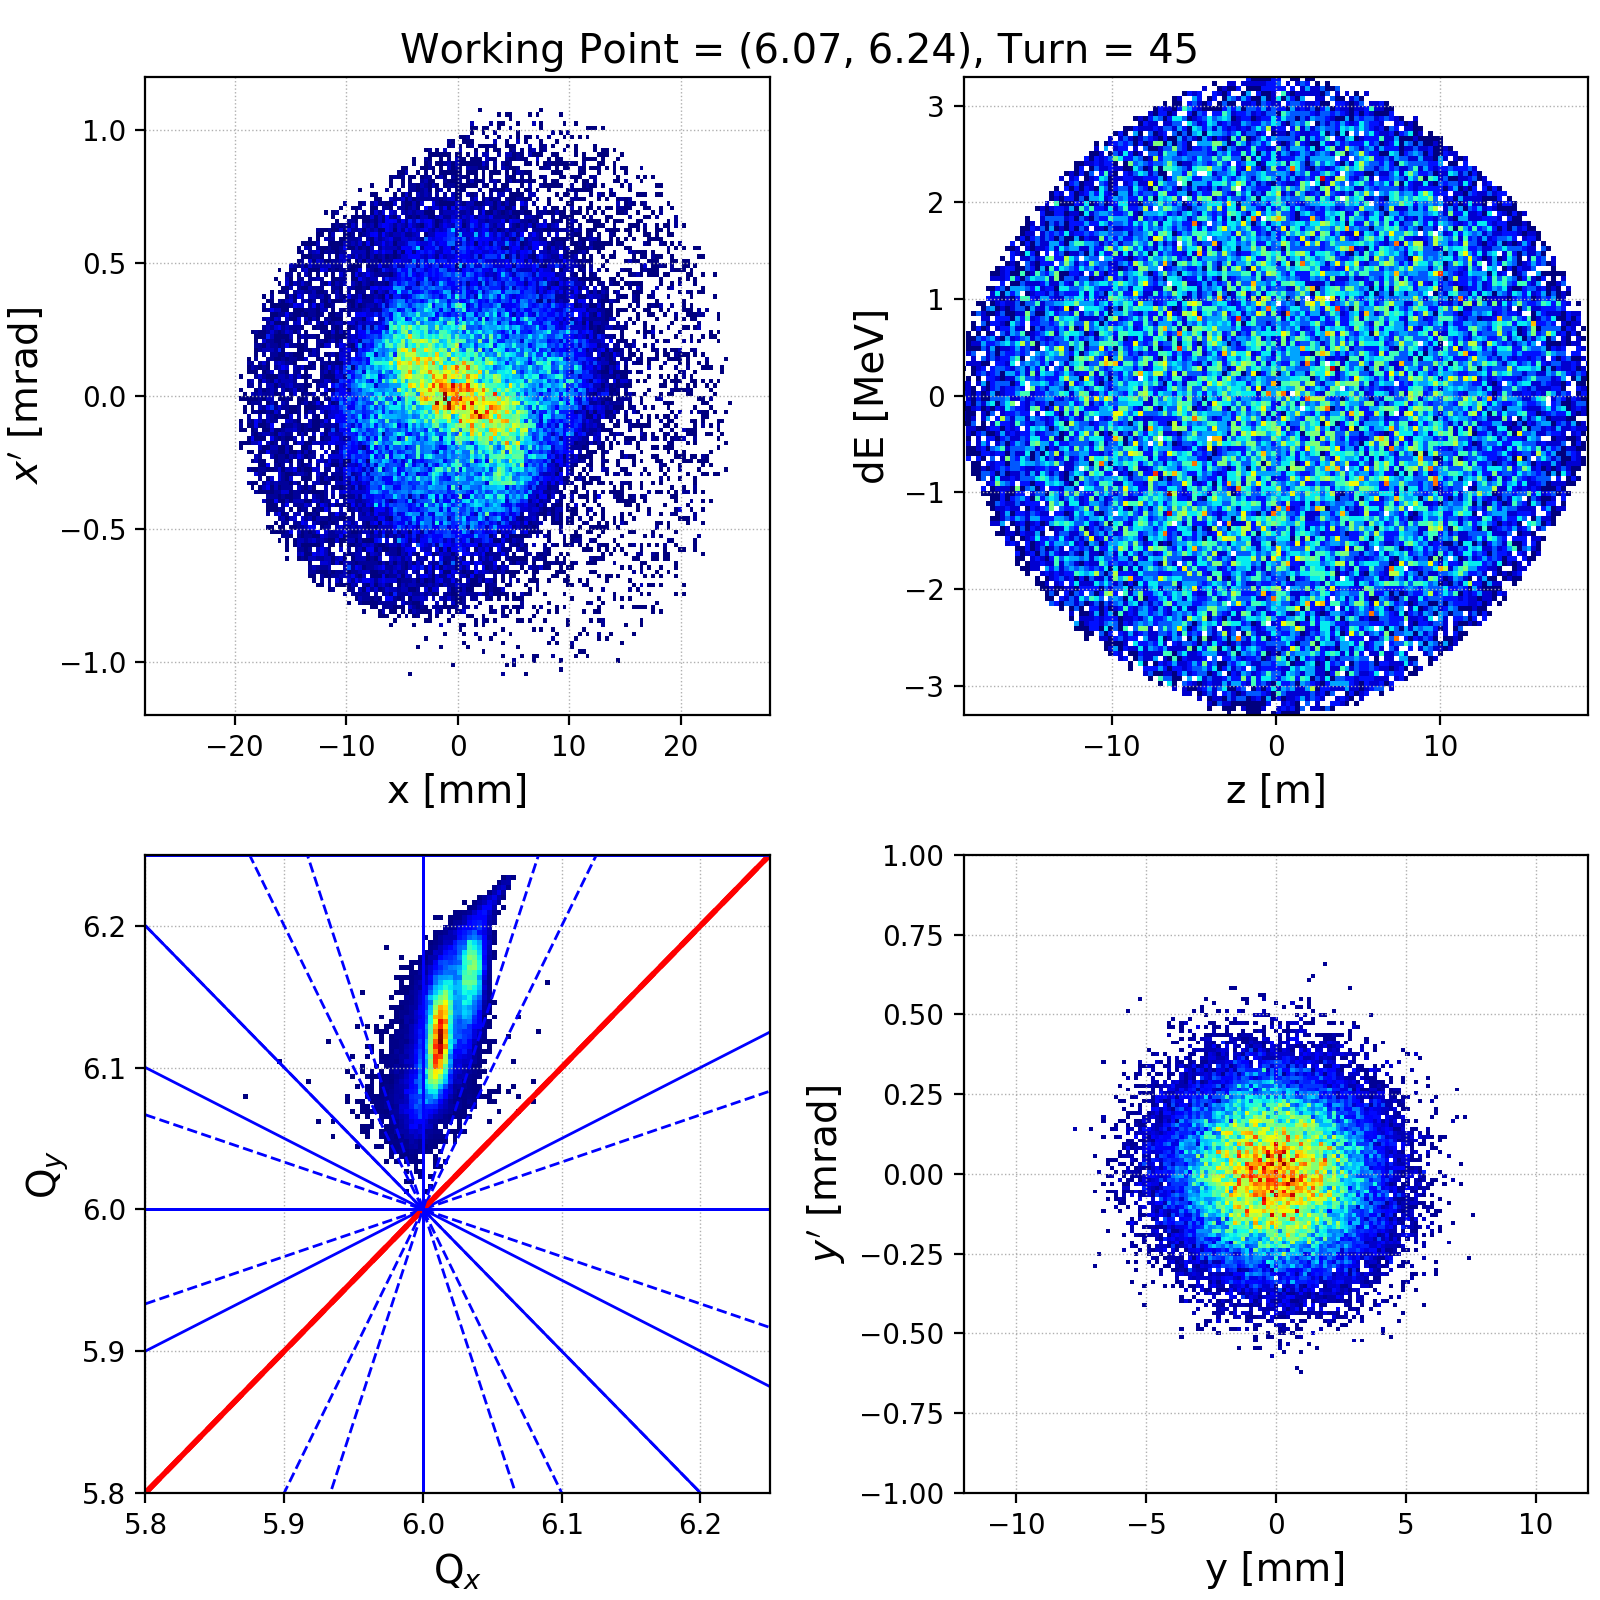 Working Point = (6.07, 6.24), Turn = 45
1.0
0.5
0.0
−0.5
−1.0
x′ [mrad]
−20 −10 0 10 20
x [mm]
3
2
1
0
−1
−2
−3
dE [MeV]
−10 0 10
z [m]
6.2
6.1
6.0
5.9
5.8
Qy
5.8 5.9 6.0 6.1 6.2
Qx
1.00
0.75
0.50
0.25
0.00
−0.25
−0.50
−0.75
−1.00
y′ [mrad]
−10 −5 0 5 10
y [mm]